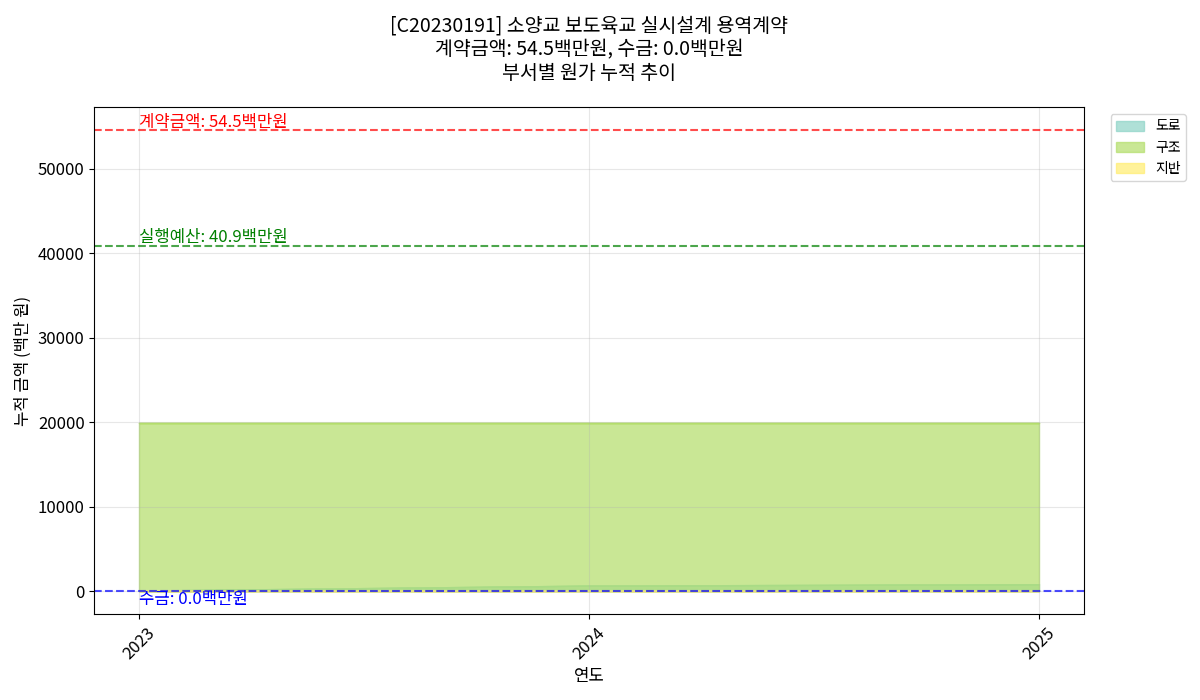 [C20230191] 소양교 보도육교 실시설계 용역계약
계약금액: 54.5백만원, 수금: 0.0백만원
부서별 원가 누적 추이
계약금액: 54.5백만원
실행예산: 40.9백만원
수금: 0.0백만원
도로
구조
지반
누적 금액 (백만 원)
50000
40000
30000
20000
10000
0
2023
2024
2025
연도